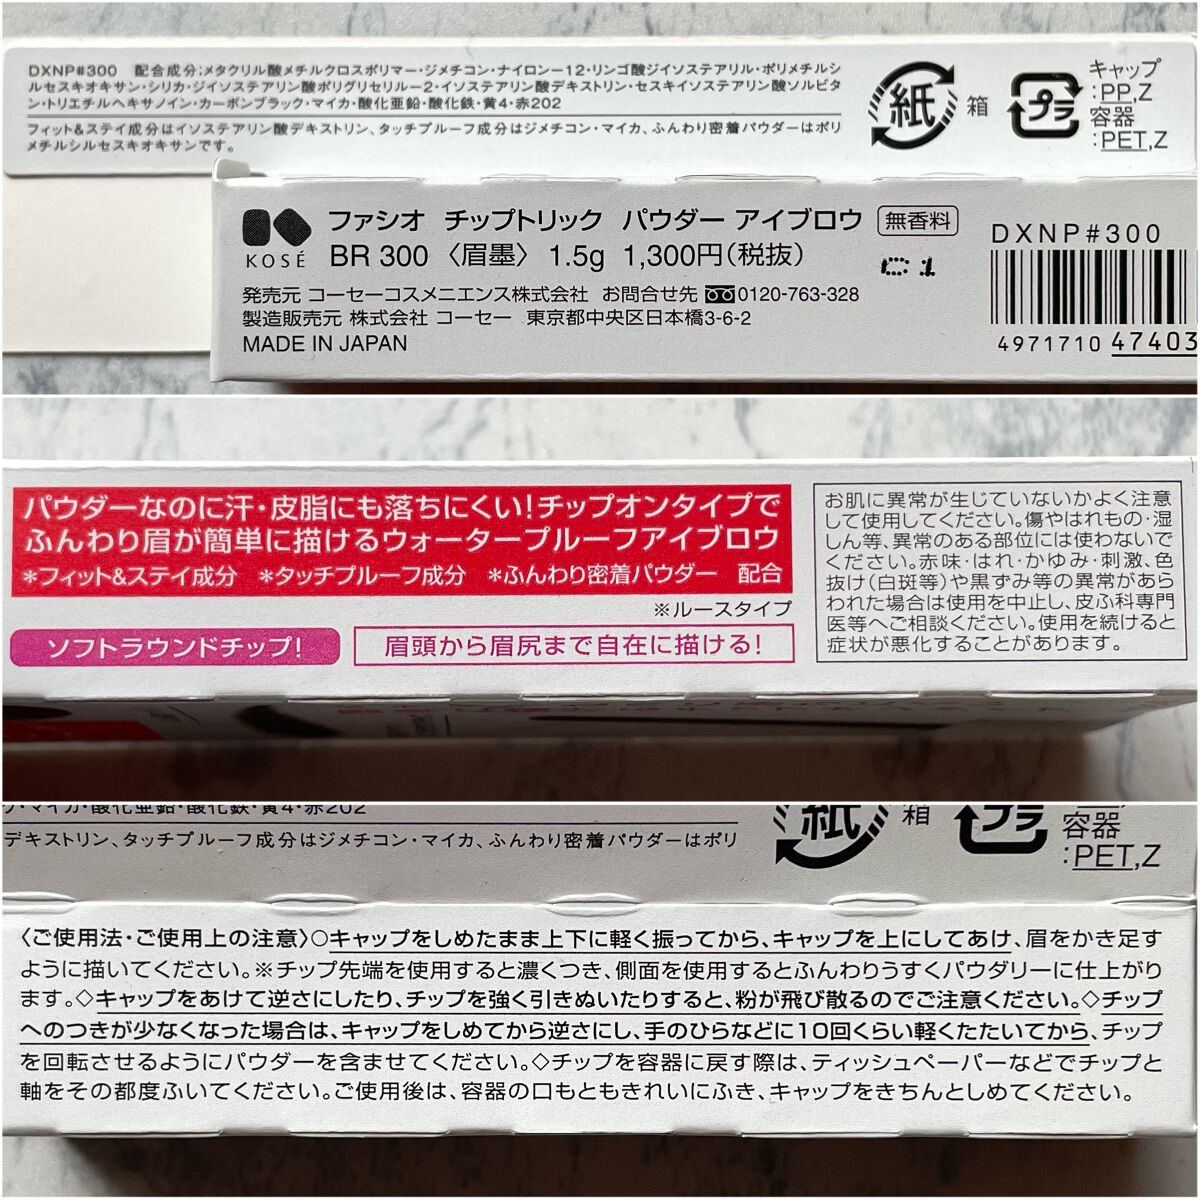 DXNP#300 配合成分;メタクリル酸メチルクロスポリマー・ジメチコン・ナイロン－12・リンゴ酸ジイソステアリル・ポリメチルシ
ルセスキオキサン・シリカ・ジイソステアリン酸ポリグリセリル－2・イソステアリン酸デキストリン・セスキイソステアリン酸ソルビタ
ン・トリエチルヘキサノイン・カーボンブラック・マイカ・酸化亜鉛・酸化鉄・黄4・赤202
フィット&ステイ成分はイソステアリン酸デキストリン、タッチプルーフ成分はジメチコン・マイカ、ふんわり密着パウダーはポリ
メチルシルセスキオキサンです。
紙
箱
プラ
キャップ
:PP,Z
容器
:PET,Z
KOSÉ
ファシオ チップトリック パウダー アイブロウ 無香料
BR 300 〈眉墨〉 1.5g 1,300円(税抜)
発売元 コーセーコスメニエンス株式会社 お問合せ先 0120-763-328
製造販売元 株式会社 コーセー 東京都中央区日本橋3-6-2
MADE IN JAPAN
C1
DXNP#300
4971710 47403
パウダーなのに汗・皮脂にも落ちにくい!チップオンタイプで
ふんわり眉が簡単に描けるウォータープルーフアイブロウ
*フィット&ステイ成分 *タッチプルーフ成分 *ふんわり密着パウダー 配合
※ルースタイプ
ソフトラウンドチップ!
眉頭から眉尻まで自在に描ける!
お肌に異常が生じていないかよく注意
して使用してください。傷やはれもの・湿
しん等、異常のある部位には使わないで
ください。赤味・はれ・かゆみ・刺激、色
抜け(白斑等)や黒ずみ等の異常があら
われた場合は使用を中止し、皮ふ科専門
医等へご相談ください。使用を続けると
症状が悪化することがあります。
ク・マイカ・酸化亜鉛・酸化鉄・黄4・赤202
デキストリン、タッチプルーフ成分はジメチコン・マイカ、ふんわり密着パウダーはポリ
紙
箱
プラ
容器
:PET,Z
〈ご使用法・ご使用上の注意〉○キャップをしめたまま上下に軽く振ってから、キャップを上にしてあけ、眉をかき足す
ように描いてください。※チップ先端を使用すると濃くつき、側面を使用するとふんわりうすくパウダリーに仕上がり
ます。◇キャップをあけて逆さにしたり、チップを強く引きぬいたりすると、粉が飛び散るのでご注意ください。◇チップ
へのつきが少なくなった場合は、キャップをしめてから逆さにし、手のひらなどに10回くらい軽くたたいてから、チップ
を回転させるようにパウダーを含ませてください。◇チップを容器に戻す際は、ティッシュペーパーなどでチップと
軸をその都度ふいてください。ご使用後は、容器の口もともきれいにふき、キャップをきちんとしめてください。